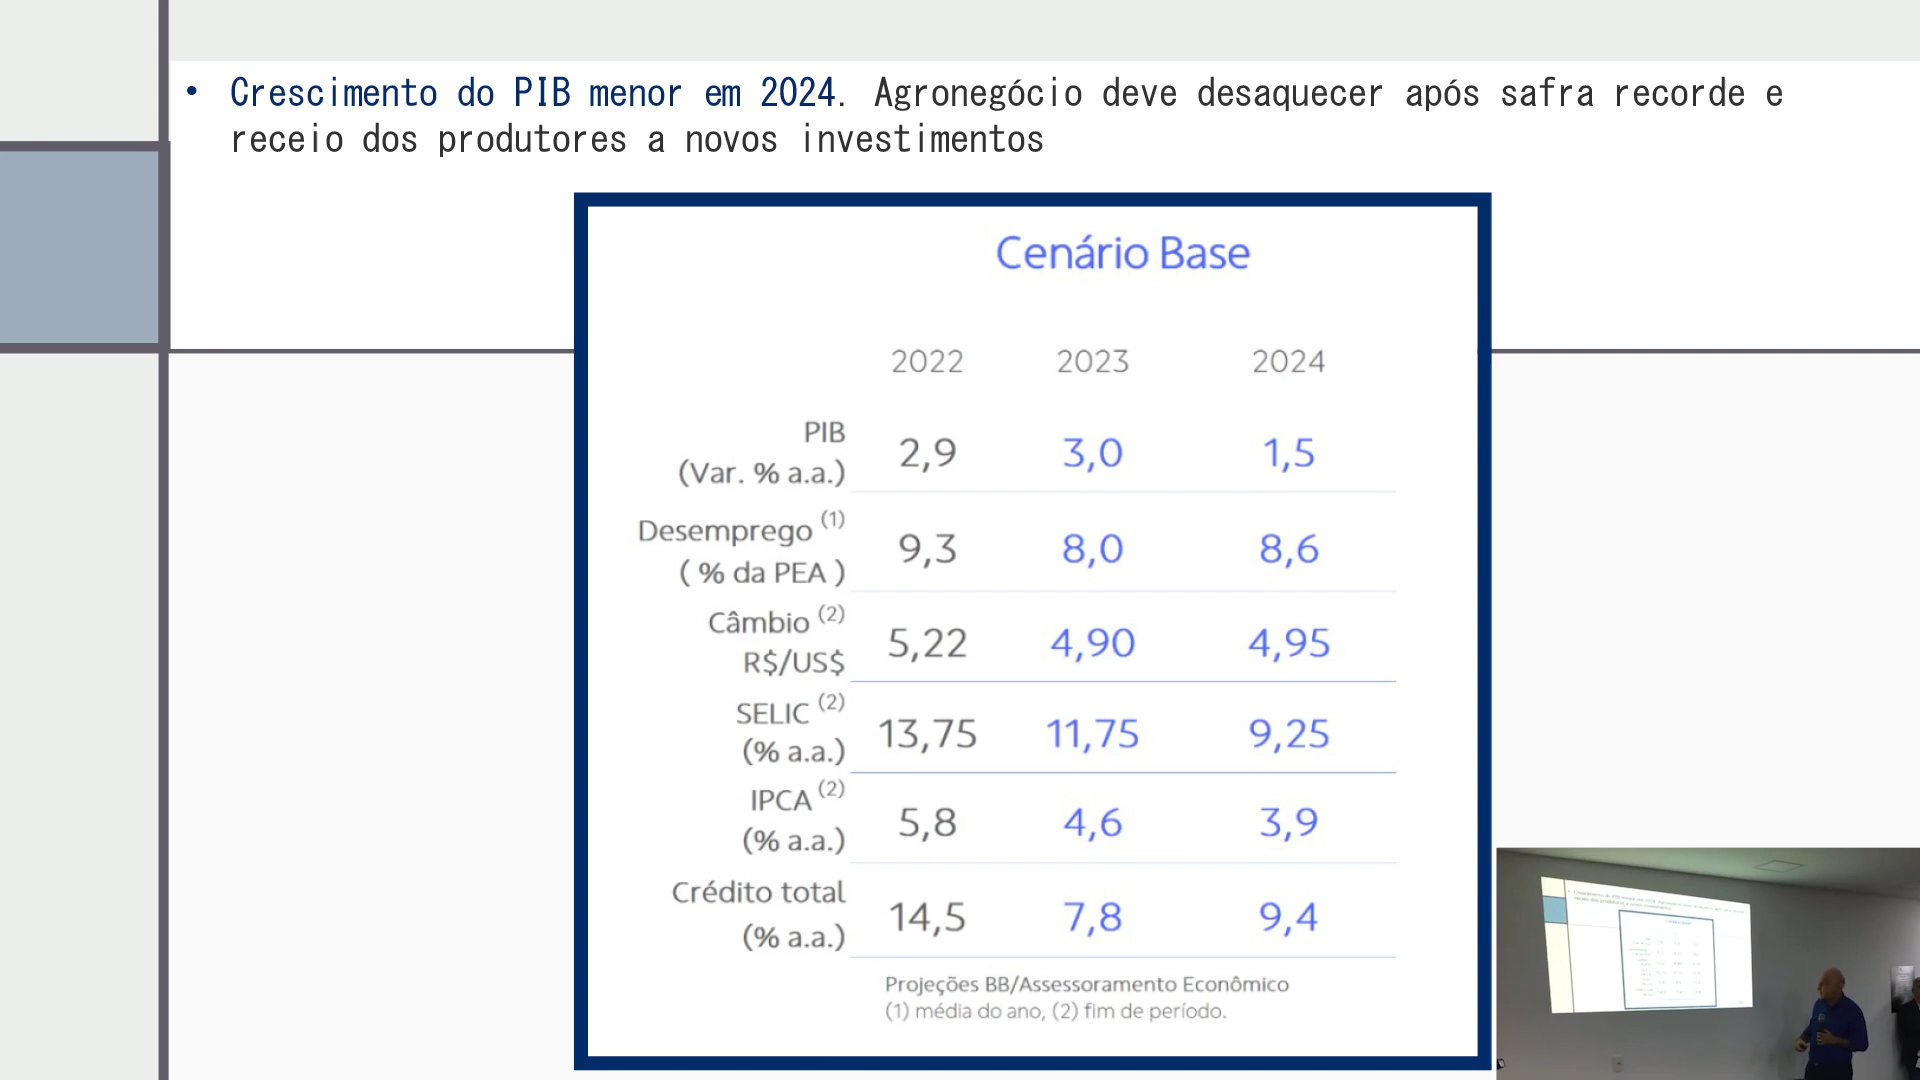 • Crescimento do PIB menor em 2024. Agronegócio deve desaquecer após safra recorde e
receio dos produtores a novos investimentos
Cenário Base
2022 2023 2024
PIB
(Var. % a.a.) 2,9 3,0 1,5
Desemprego (1)
( % da PEA ) 9,3 8,0 8,6
Câmbio (2)
R$/US$ 5,22 4,90 4,95
SELIC (2)
(% a.a.) 13,75 11,75 9,25
IPCA (2)
(% a.a.) 5,8 4,6 3,9
Crédito total
(% a.a.) 14,5 7,8 9,4
Projeções BB/Assessoramento Econômico
(1) média do ano, (2) fim de período.